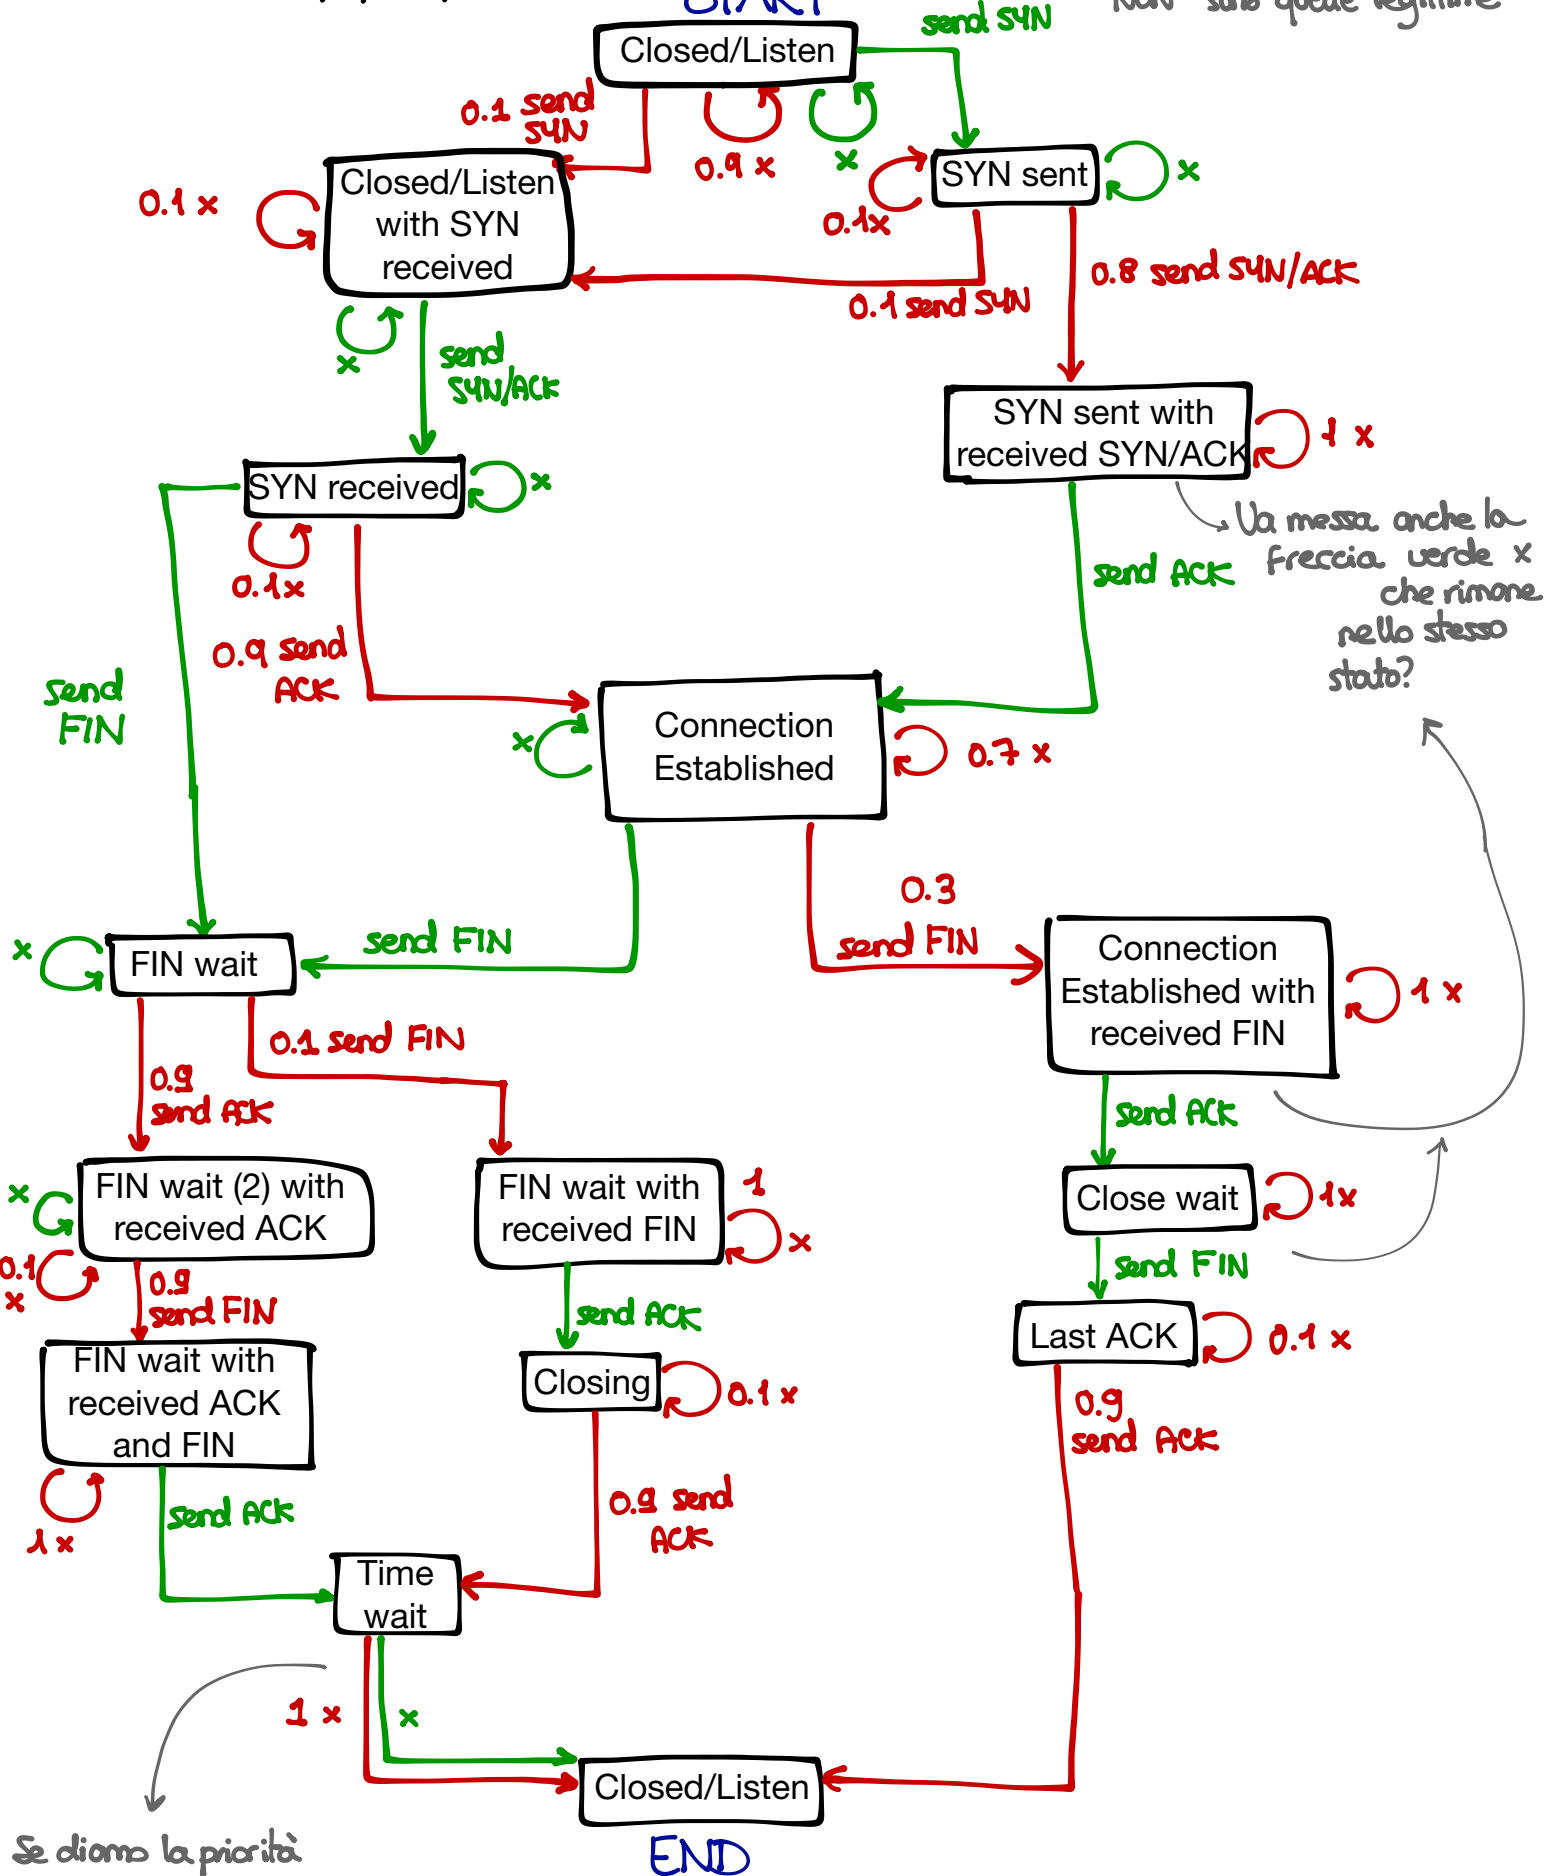 START
send SYN
NON sono quelle legittime
Closed/Listen
0.1 send
SYN
0.9 x
x
Closed/Listen
with SYN
received
0.1 x
SYN sent
x
0.1x
0.8 send SYN/ACK
0.1 send SYN
x
send
SYN/ACK
SYN sent with
received SYN/ACK
1 x
SYN received
x
0.1x
Va messa anche la
freccia verde x
che rimane
nello stesso
stato?
send ACK
0.9 send
ACK
send
FIN
Connection
Established
x
0.7 x
0.3
send FIN
send FIN
FIN wait
x
Connection
Established with
received FIN
1 x
0.1 send FIN
0.9
send ACK
send ACK
FIN wait (2) with
received ACK
x
0.1
x
FIN wait with
received FIN
1
x
Close wait
1x
0.9
send FIN
send ACK
send FIN
FIN wait with
received ACK
and FIN
Closing
0.1 x
Last ACK
0.1 x
0.9
send ACK
1x
send ACK
0.9 send
ACK
Time
wait
1 x
x
Closed/Listen
Se diamo la priorità
END